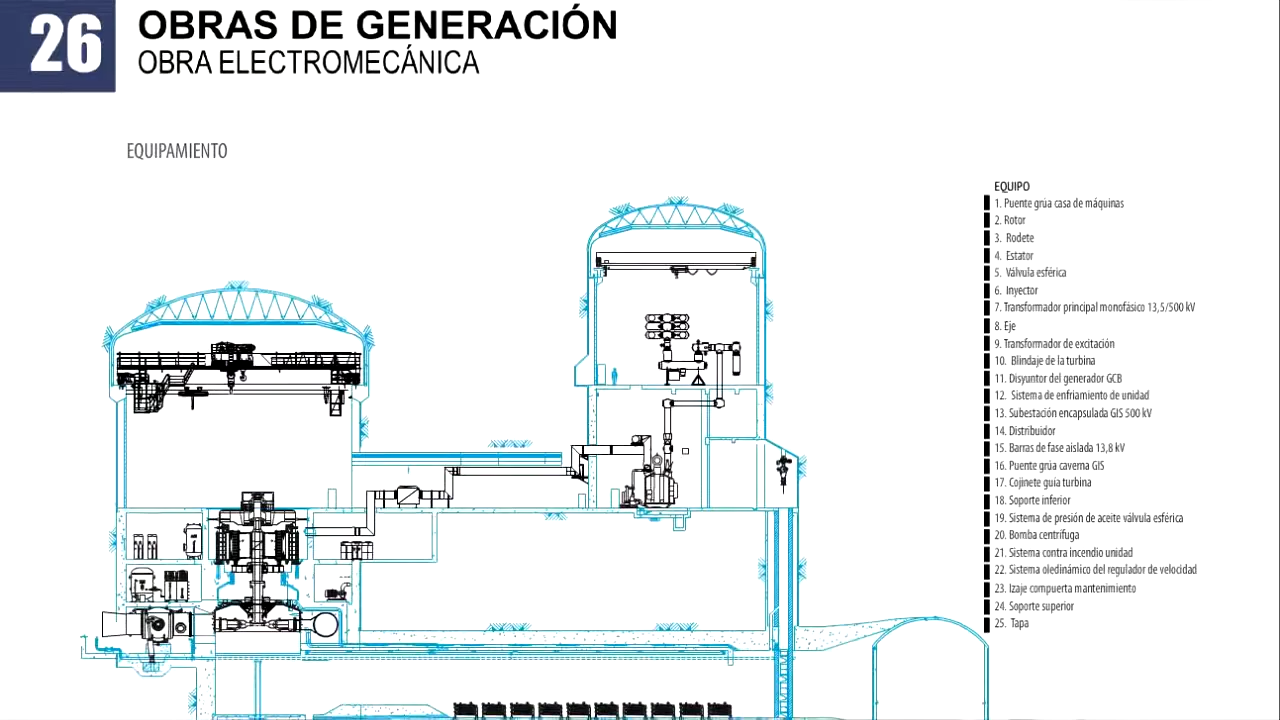 26
OBRAS DE GENERACIÓN
OBRA ELECTROMECÁNICA
EQUIPAMIENTO
EQUIPO
1. Puente grúa casa de máquinas
2. Rotor
3. Rodete
4. Estator
5. Válvula esférica
6. Inyector
7. Transformador principal monofásico 13,5/500 kV
8. Eje
9. Transformador de excitación
10. Blindaje de la turbina
11. Disyuntor del generador GCB
12. Sistema de enfriamiento de unidad
13. Subestación encapsulada GIS 500 kV
14. Distribuidor
15. Barras de fase aislada 13,8 kV
16. Puente grúa caverna GIS
17. Cojinete guía turbina
18. Soporte inferior
19. Sistema de presión de aceite válvula esférica
20. Bomba centrífuga
21. Sistema contra incendio unidad
22. Sistema oledinámico del regulador de velocidad
23. Izaje compuerta mantenimiento
24. Soporte superior
25. Tapa